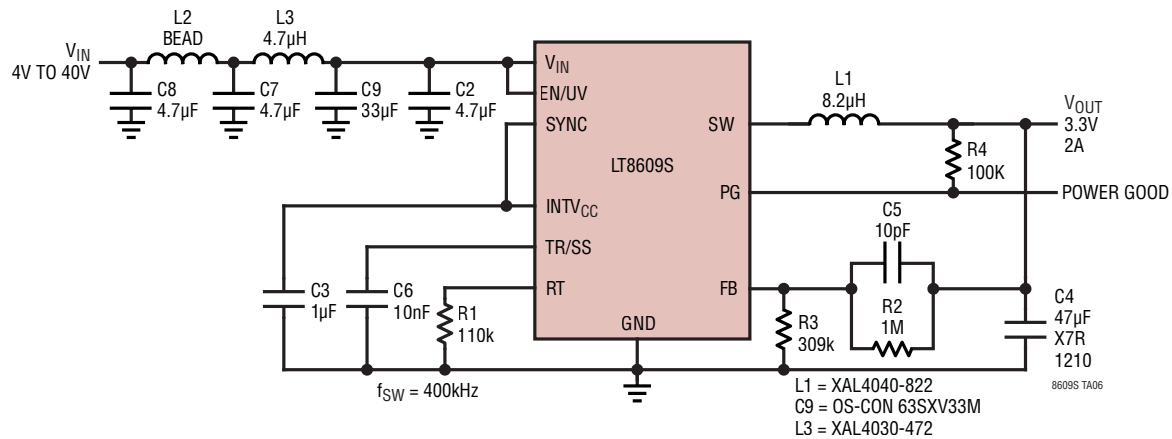 L2
BEAD
L3
4.7µH
VIN
4V TO 40V
C8
4.7µF
C7
4.7µF
C9
33µF
C2
4.7µF
VIN
EN/UV
SYNC
INTVCC
TR/SS
RT
LT8609S
GND
SW
PG
FB
L1
8.2µH
VOUT
3.3V
2A
R4
100K
POWER GOOD
C5
10pF
R2
1M
R3
309k
C4
47µF
X7R
1210
C3
1µF
C6
10nF
R1
110k
fSW = 400kHz
8609S TA06
L1 = XAL4040-822
C9 = OS-CON 63SXV33M
L3 = XAL4030-472